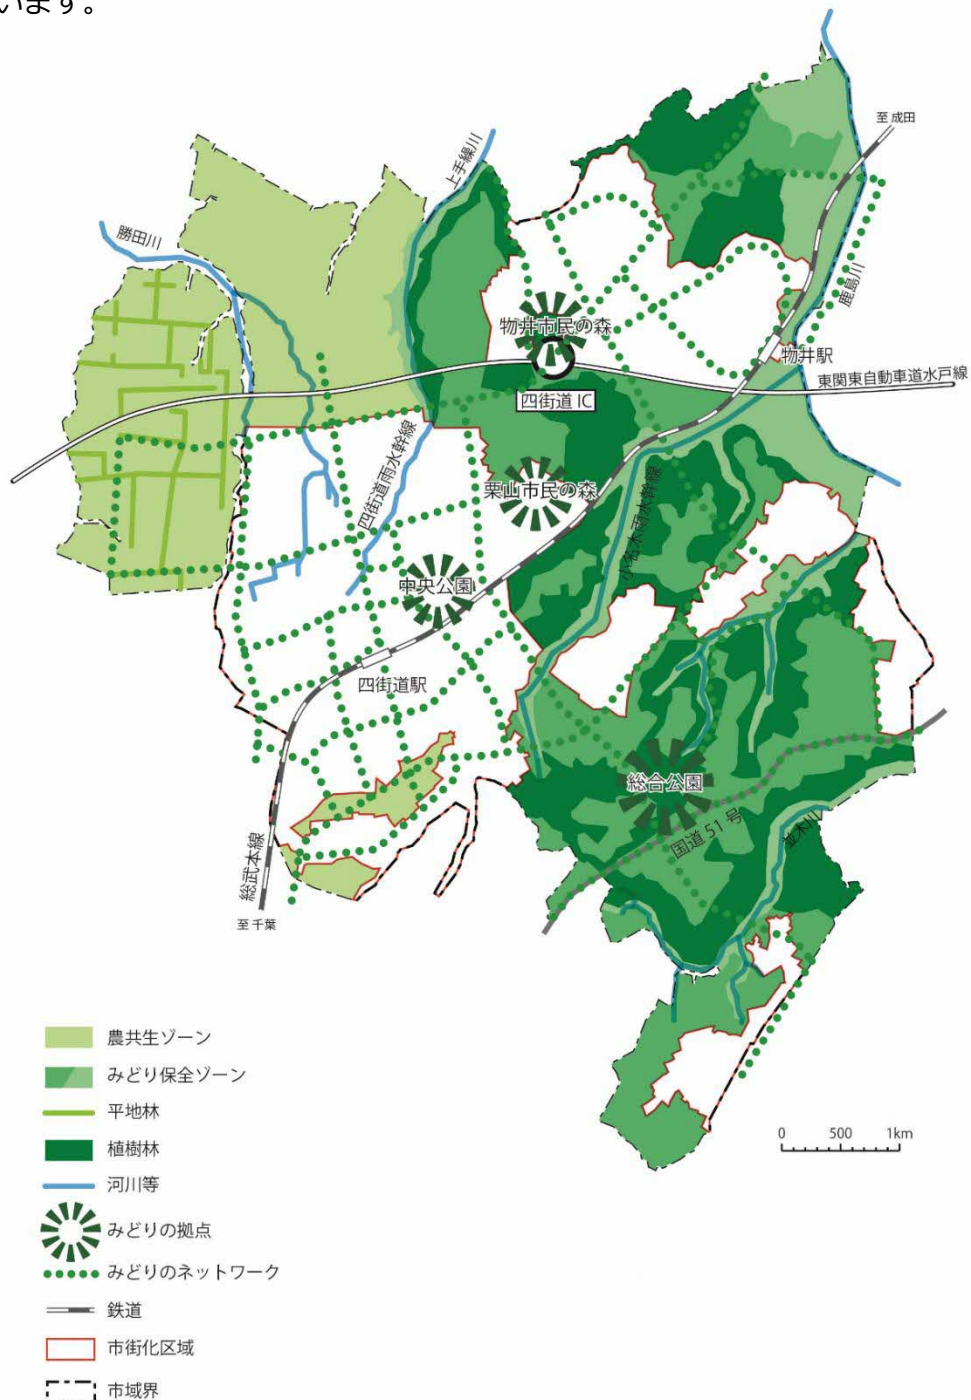 います。
至 成田
上手繰川
勝田川
鹿島川
物井市民の森
物井駅
東関東自動車道水戸線
四街道 IC
四街道雨水幹線
栗山市民の森
小名木雨水幹線
中央公園
四街道駅
総合公園
国道 51 号
並木川
総武本線
至 千葉
農共生ゾーン
みどり保全ゾーン
平地林
植樹林
河川等
みどりの拠点
みどりのネットワーク
鉄道
市街化区域
市域界
0 500 1km